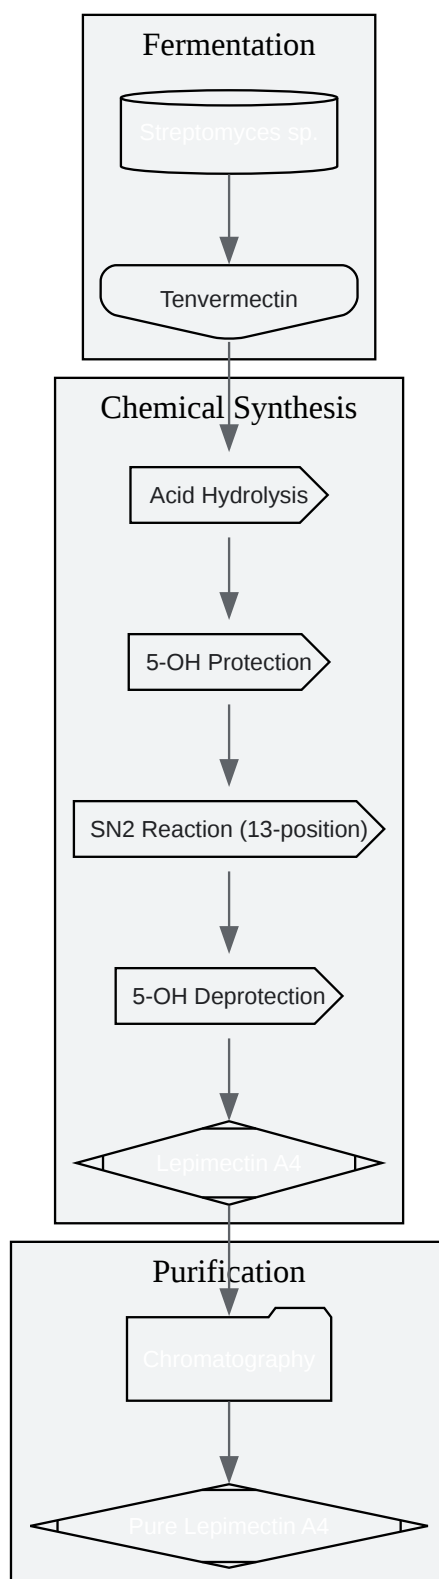 Fermentation
Streptomyces sp.
Tenvermectin
Chemical Synthesis
Acid Hydrolysis
5-OH Protection
SN2 Reaction (13-position)
5-OH Deprotection
Lepimectin A4
Purification
Chromatography
Pure Lepimectin A4